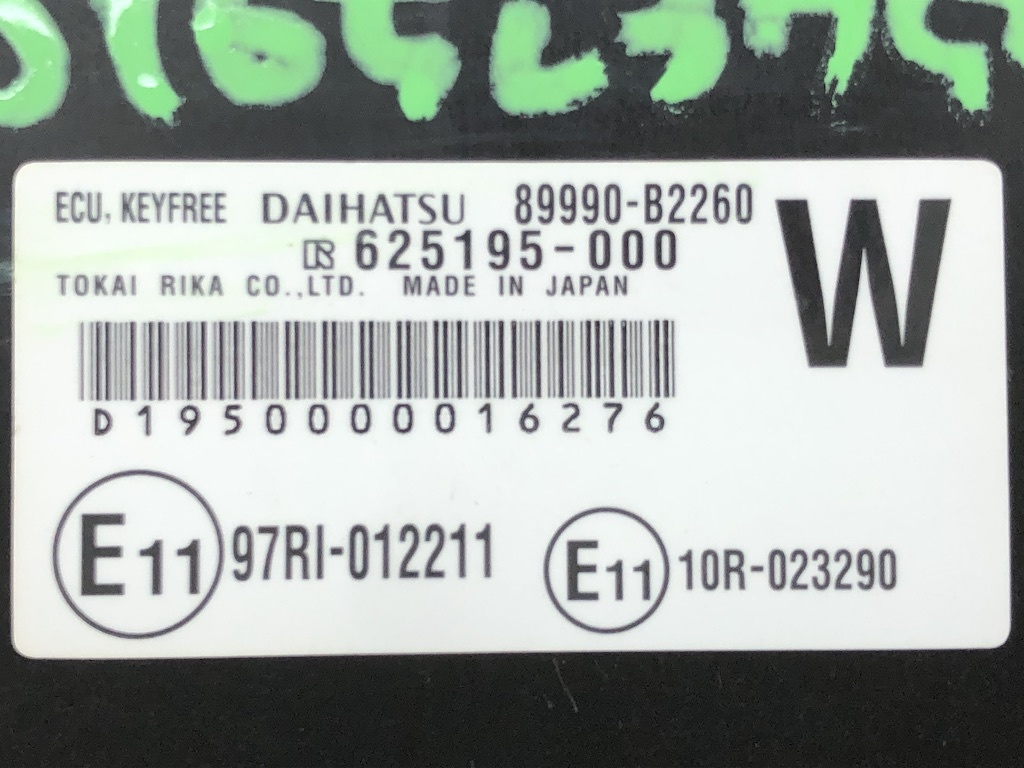 ECU, KEYFREE DAIHATSU 89990-B2260
625195-000
W
TOKAI RIKA CO.,LTD. MADE IN JAPAN
D195000016276
E11 97RI-012211
E11 10R-023290